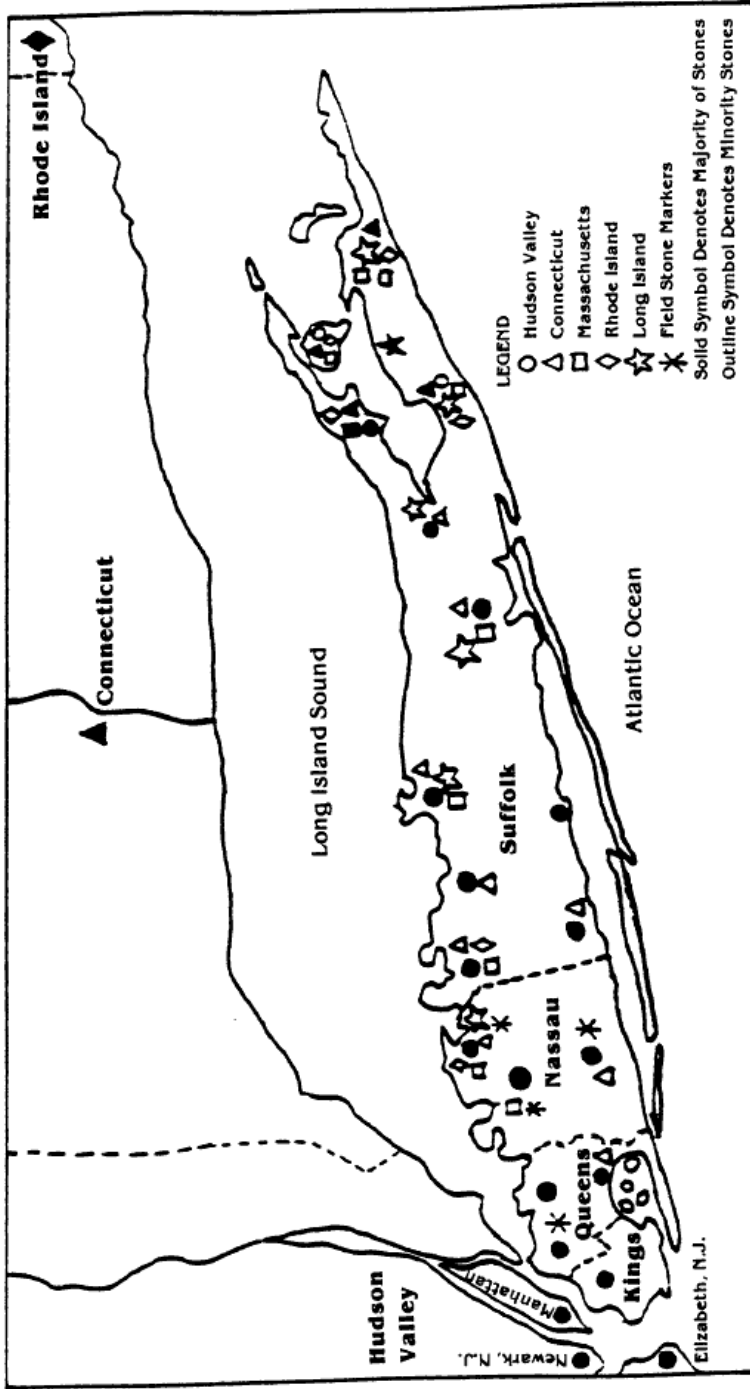 Rhode Island
Connecticut
Long Island Sound
Hudson
Valley
Manhattan
Newark, N.J.
Elizabeth, N.J.
Kings
Queens
Nassau
Suffolk
Atlantic Ocean
LEGEND
Hudson Valley
Connecticut
Massachusetts
Rhode Island
Long Island
Field Stone Markers
Solid Symbol Denotes Majority of Stones
Outline Symbol Denotes Minority Stones